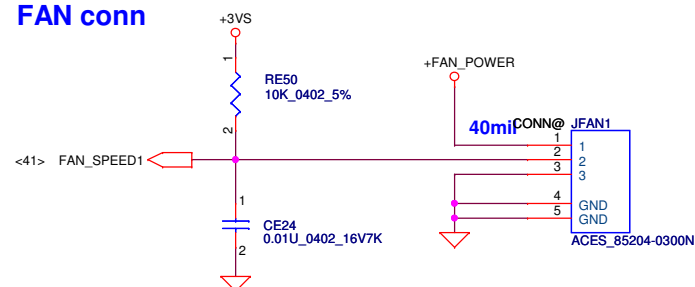 FAN conn
+3VS
1
RE50
10K_0402_5%
2
+FAN_POWER
40mil
CONN@ JFAN1
1 1
2 2
3 3
4 GND
5 GND
ACES_85204-0300N
<41> FAN_SPEED1
1
CE24
0.01U_0402_16V7K
2